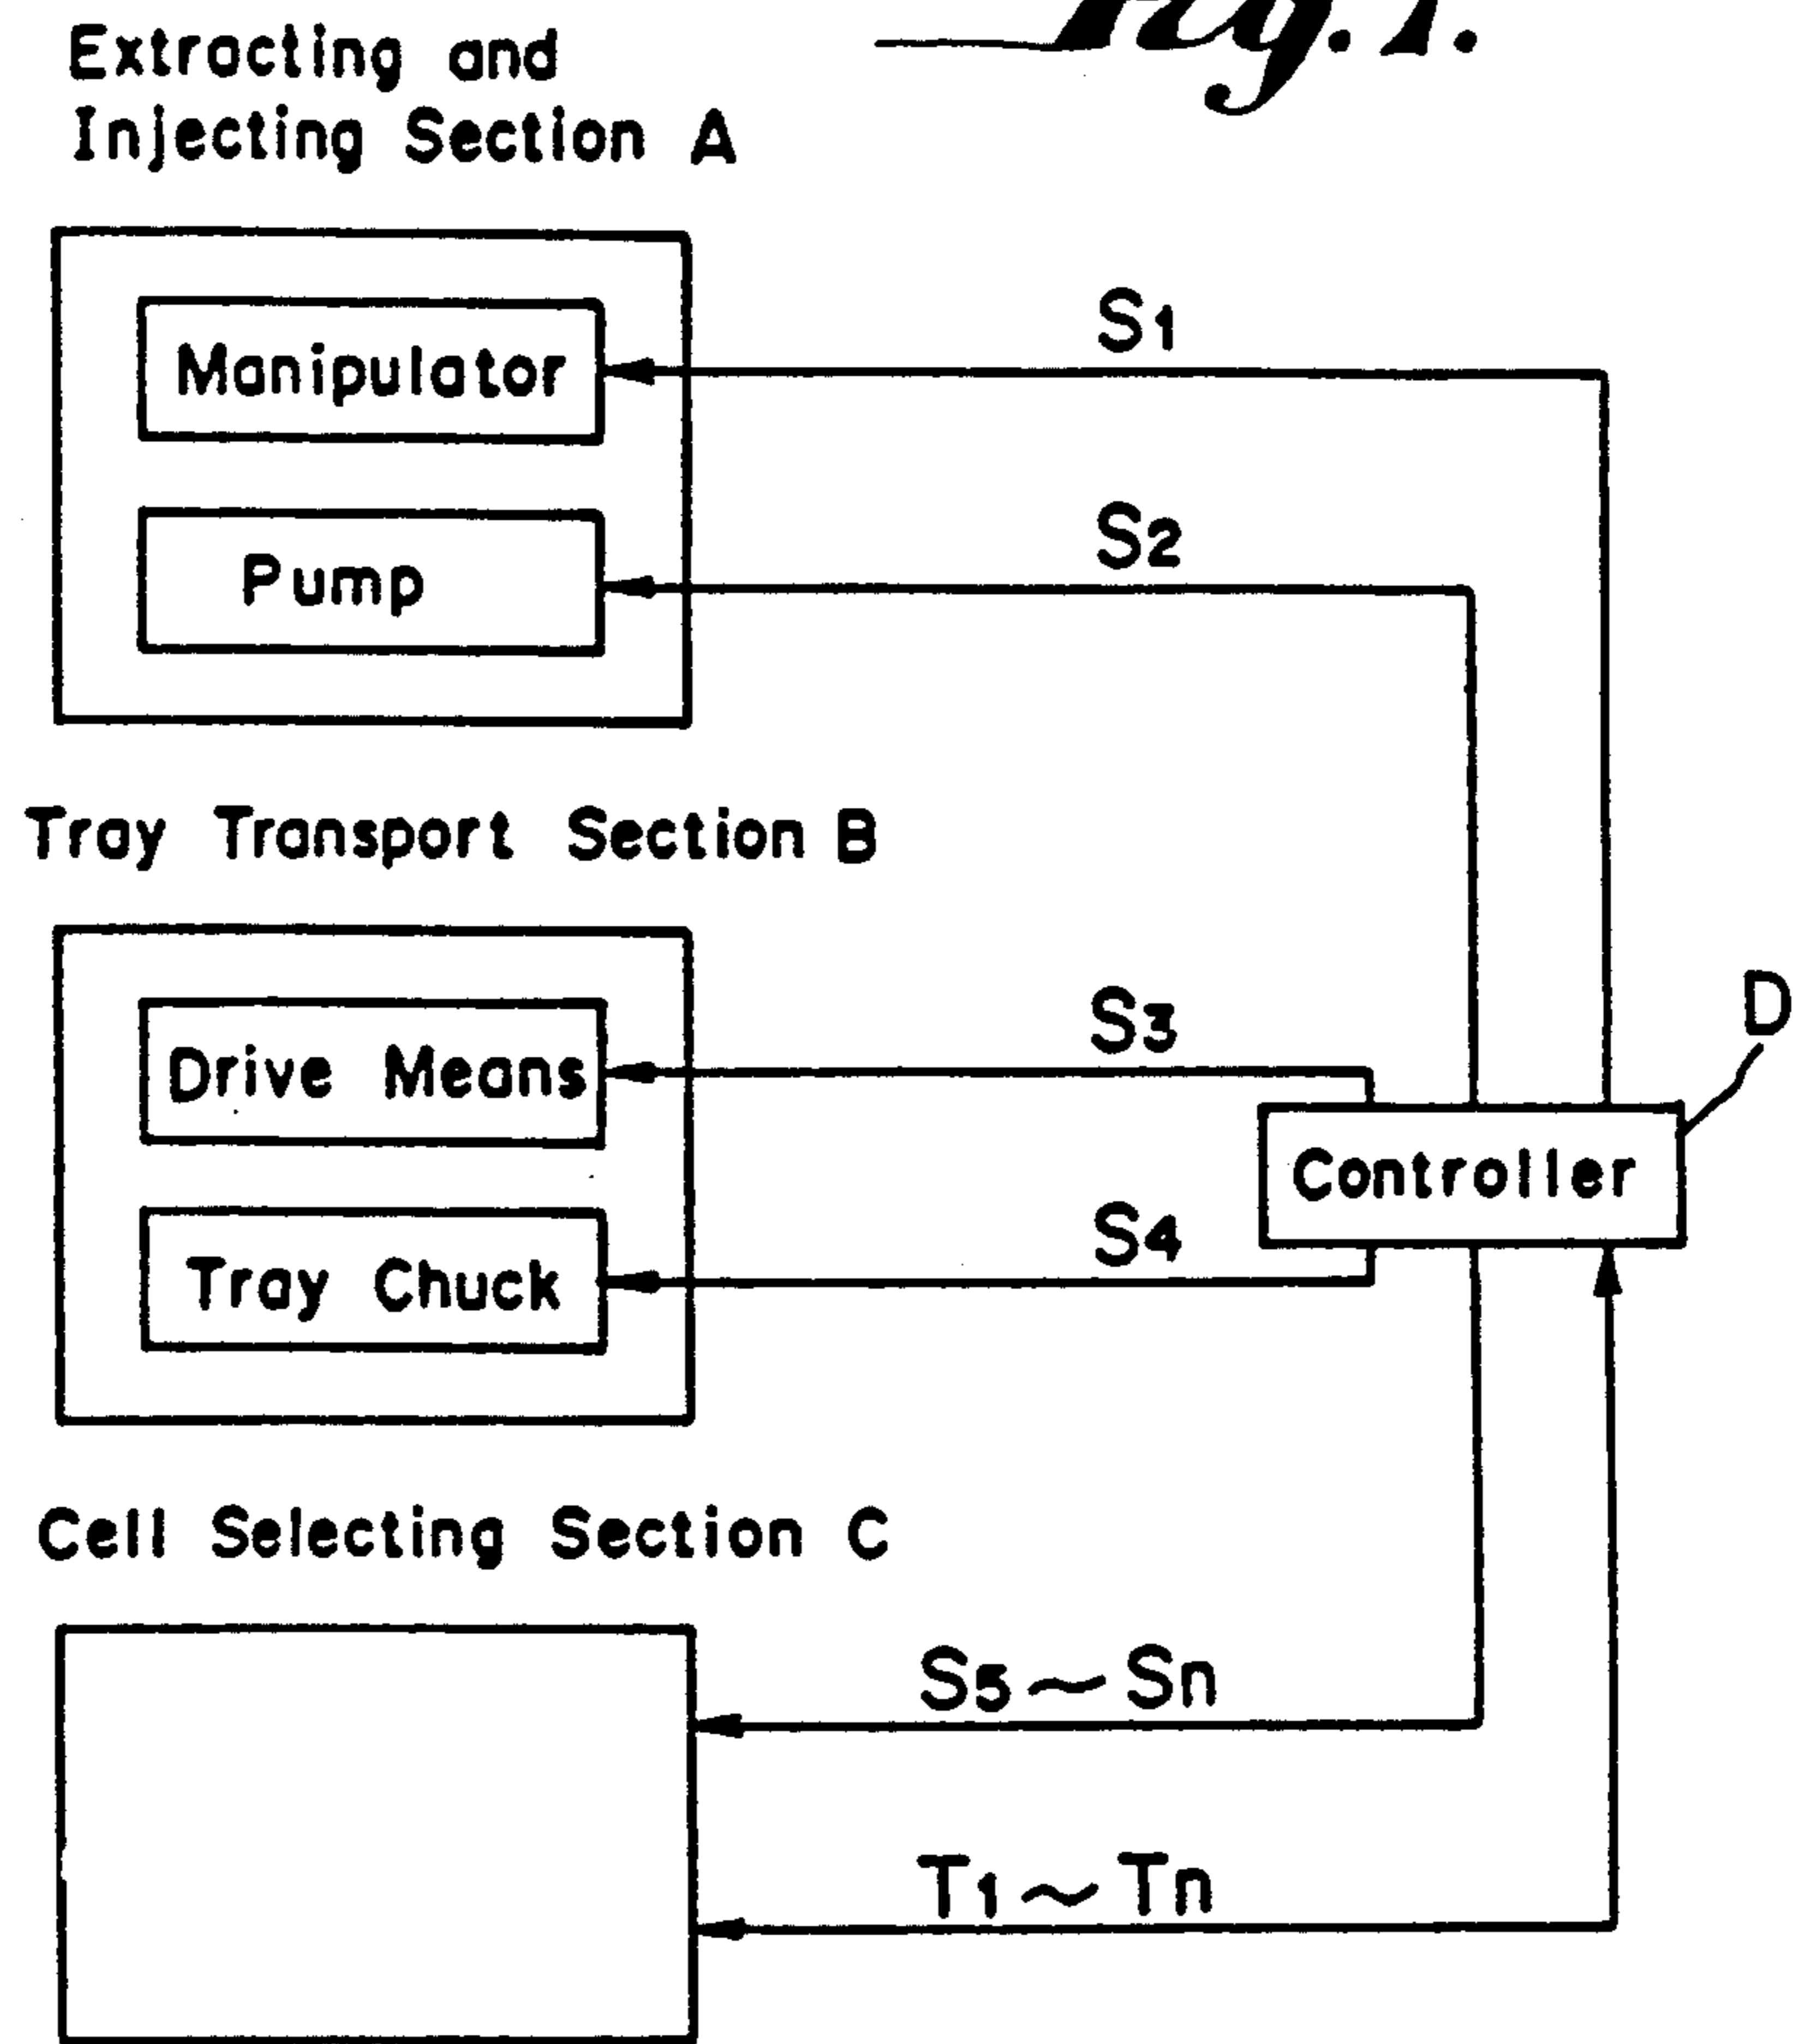 Fig. 1.
Extracting and
Injecting Section A
Manipulator
S1
Pump
S2
Tray Transport Section B
Drive Means
S3
Tray Chuck
S4
Controller
D
Cell Selecting Section C
S5~Sn
T1~Tn